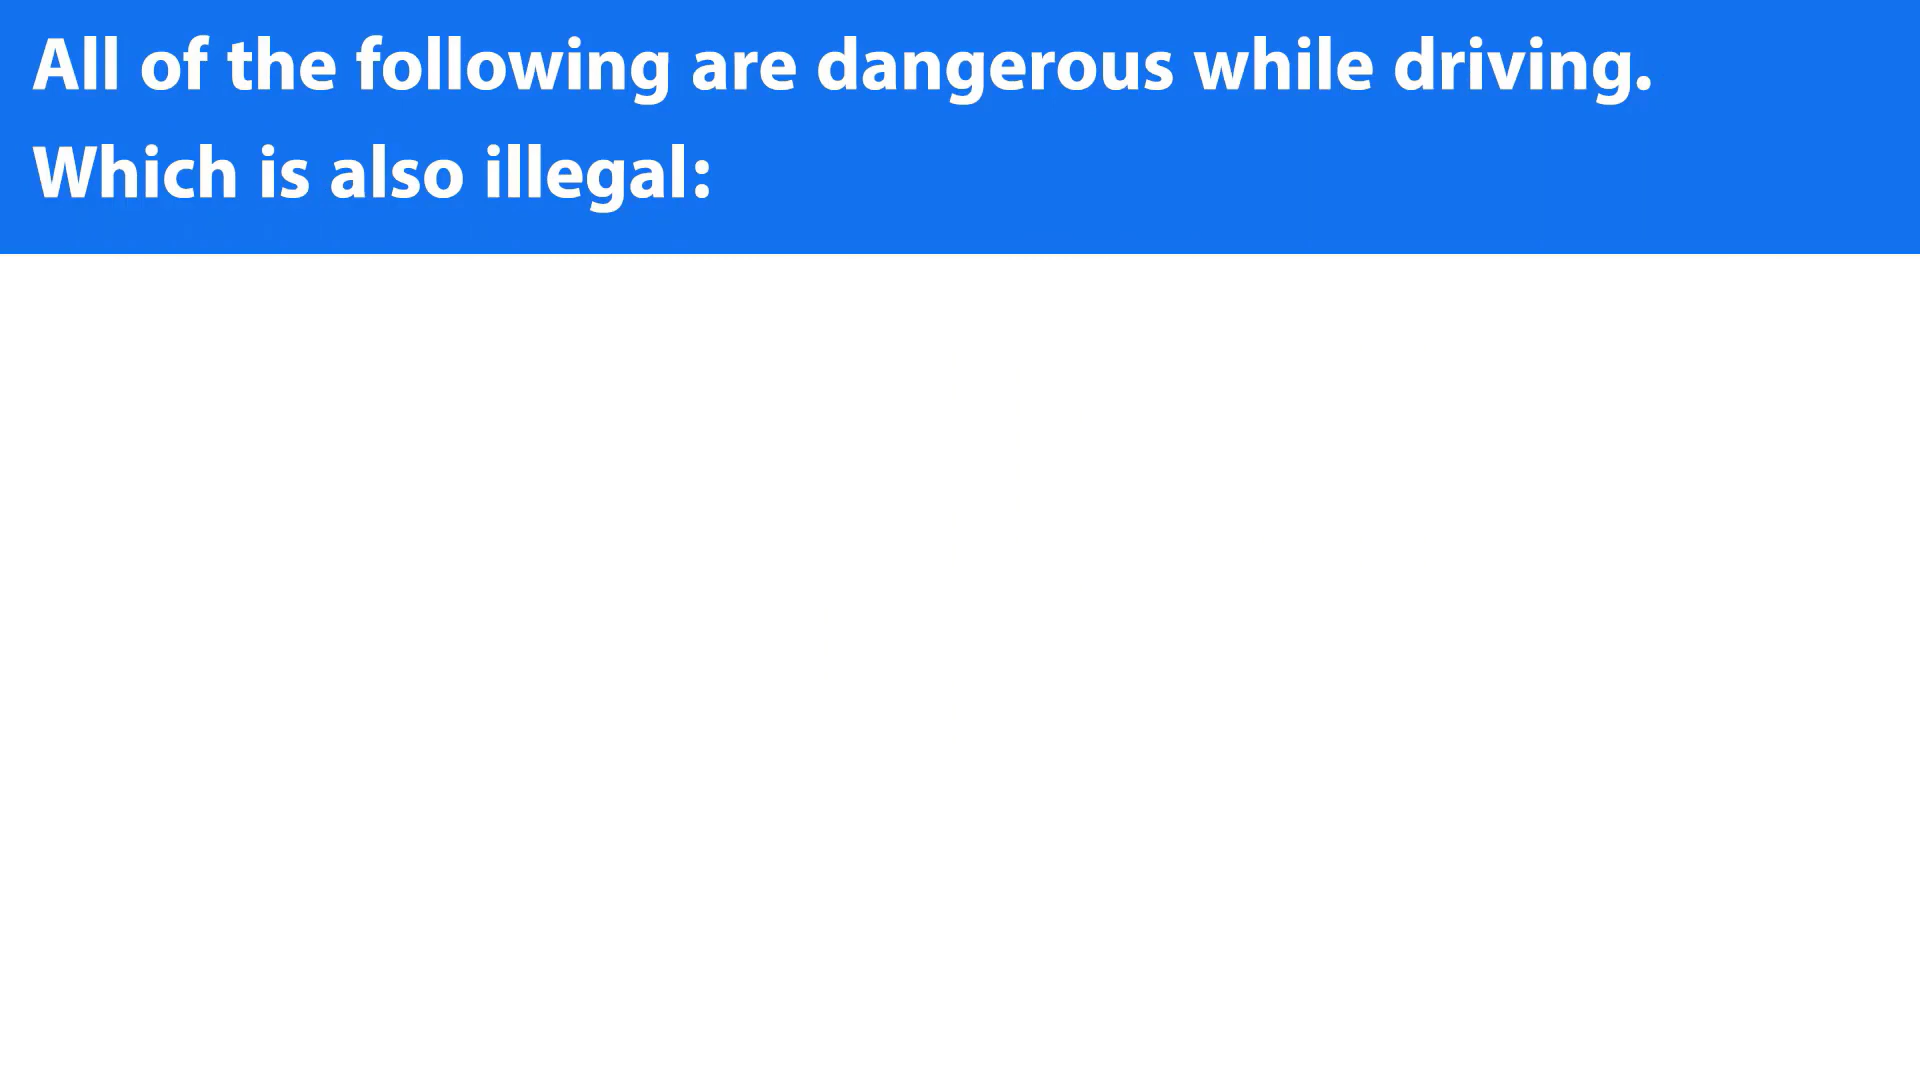 All of the following are dangerous while driving.
Which is also illegal: